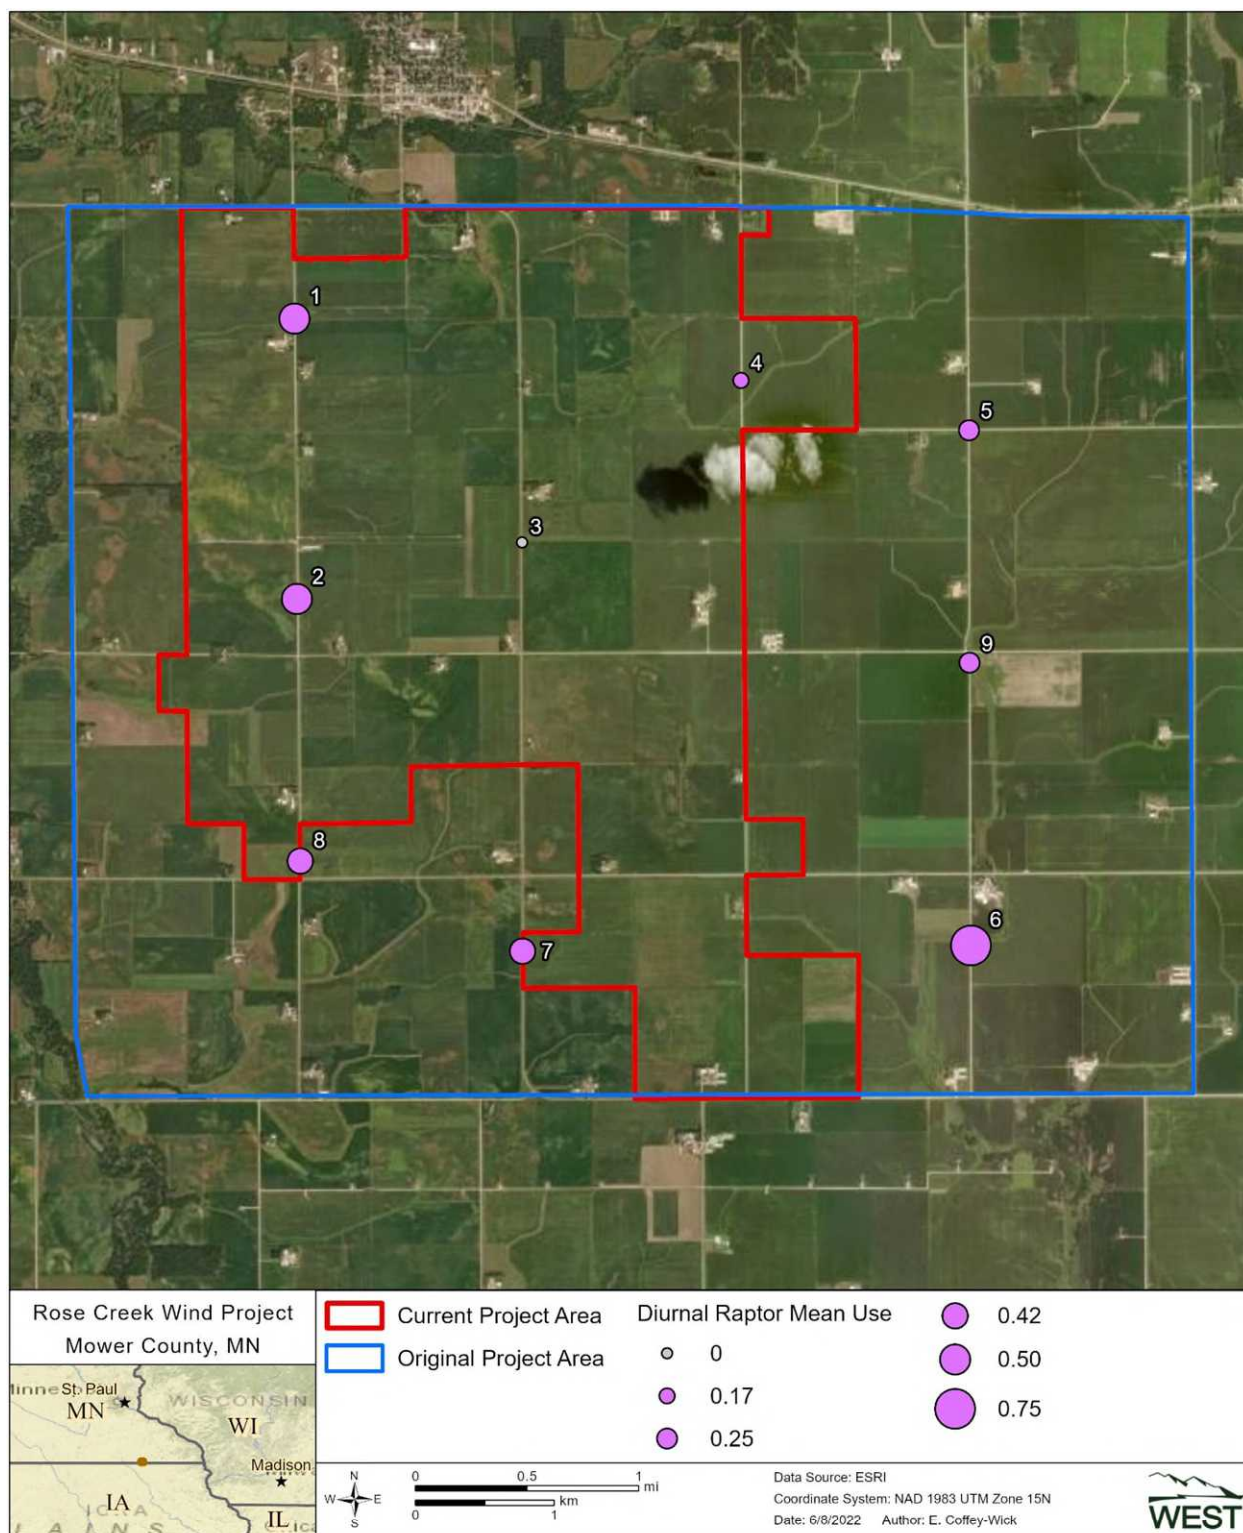 1
4
5
3
2
9
8
7
6
Rose Creek Wind Project
Mower County, MN
St. Paul
MN
WISCONSIN
WI
Madison
IA
IL
Current Project Area
Original Project Area
Diurnal Raptor Mean Use
0
0.17
0.25
0.42
0.50
0.75
N
W E
S
0 0.5 1
mi
km
0 1
Data Source: ESRI
Coordinate System: NAD 1983 UTM Zone 15N
Date: 6/8/2022 Author: E. Coffey-Wick
WEST